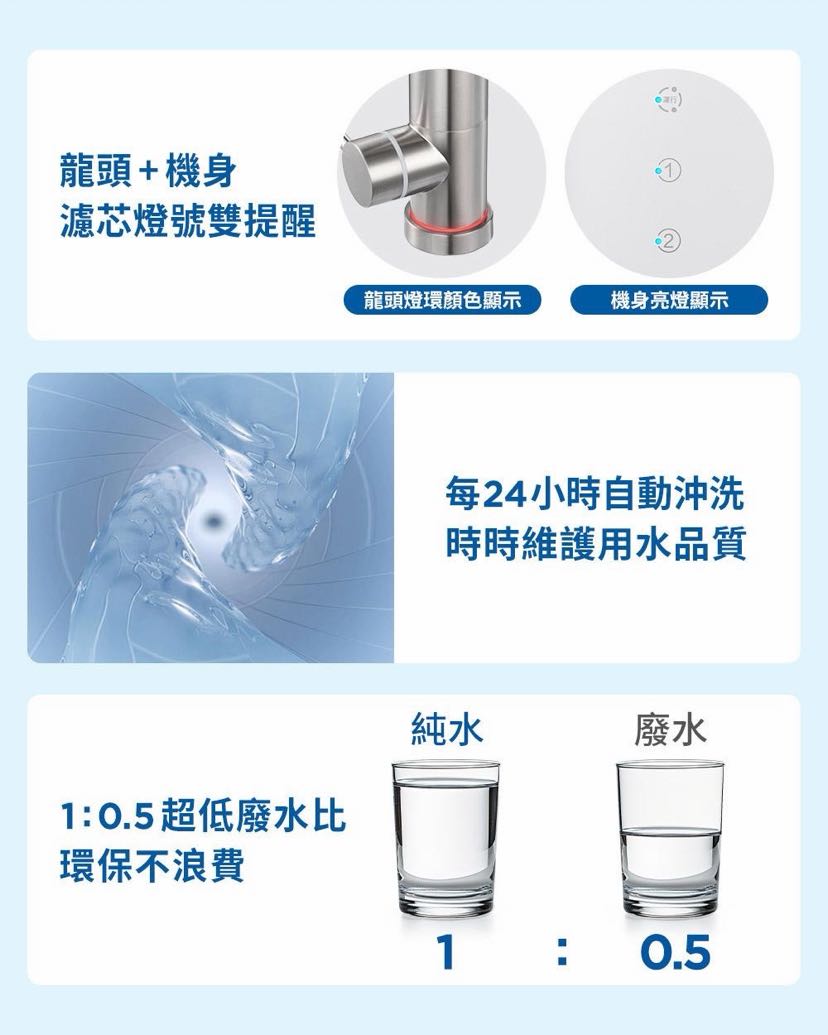 龍頭+機身
濾芯燈號雙提醒
運行
1
2
龍頭燈環顏色顯示
機身亮燈顯示
每24小時自動沖洗
時時維護用水品質
純水
廢水
1:0.5超低廢水比
環保不浪費
1 : 0.5